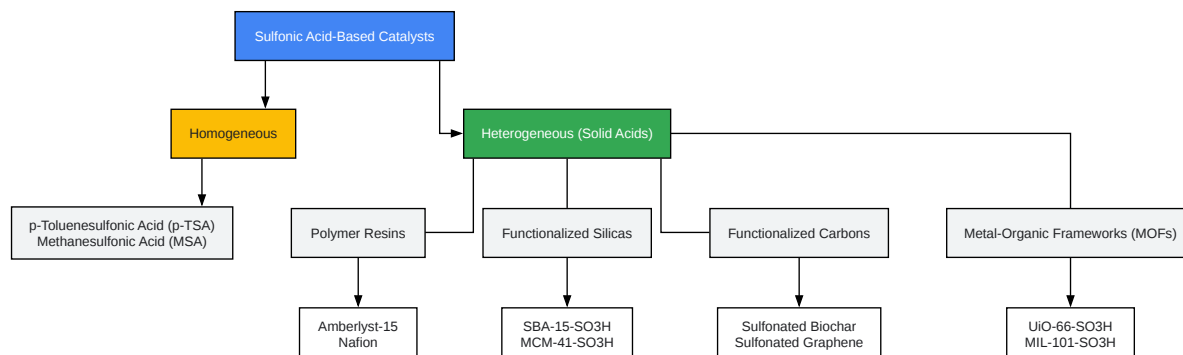 Sulfonic Acid-Based Catalysts
Homogeneous
Heterogeneous (Solid Acids)
p-Toluenesulfonic Acid (p-TSA)
Methanesulfonic Acid (MSA)
Polymer Resins
Functionalized Silicas
Functionalized Carbons
Metal-Organic Frameworks (MOFs)
Amberlyst-15
Nafion
SBA-15-SO3H
MCM-41-SO3H
Sulfonated Biochar
Sulfonated Graphene
UiO-66-SO3H
MIL-101-SO3H